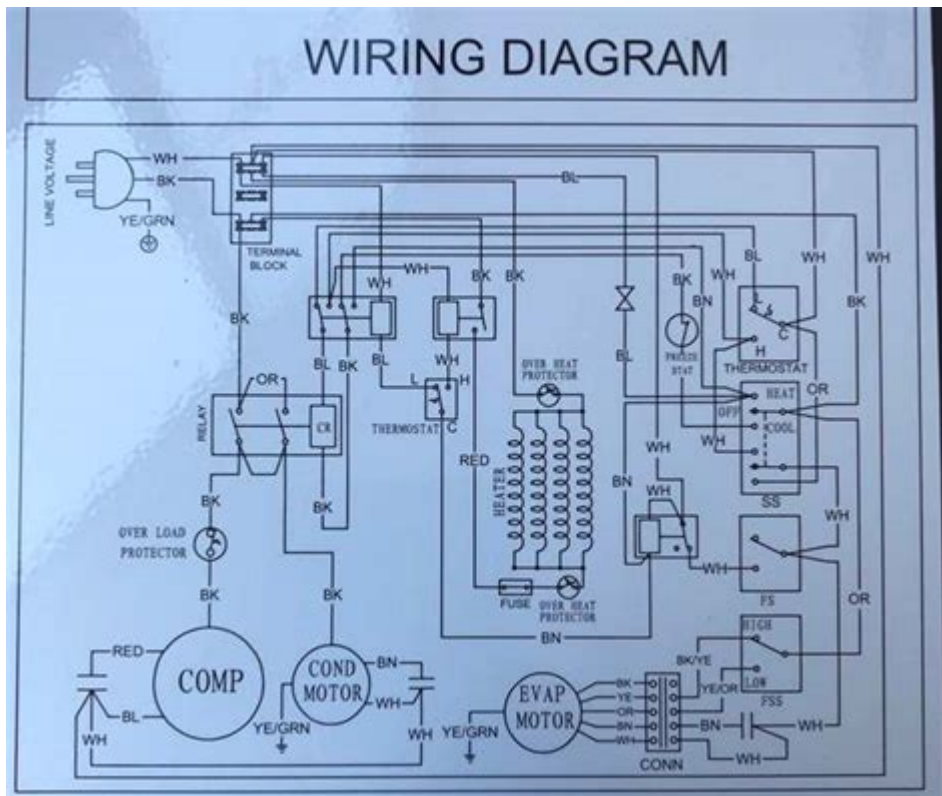 WIRING DIAGRAM
LINE VOLTAGE
WH
BK
YE/GRN
TERMINAL
BLOCK
BL
WH
BK
BK
BL
WH
WH
WH
BK
BN
WH
BK
BK
BL
BK
BL
WH
L
H
C
THERMOSTAT
OVER HEAT
PROTECTOR
BL
FREEZE
STAT
L
C
H
THERMOSTAT
OR
HEAT
OFF
COOL
SS
WH
WH
OR
RELAY
CR
RED
HEATER
BN
WH
BK
BK
OVER LOAD
PROTECTOR
WH
WH
FS
FUSE
OVER HEAT
PROTECTOR
OR
BK
BK
BN
HIGH
LOW
FSS
BK/YE
YE/OR
RED
COMP
BL
WH
COND
MOTOR
BN
WH
WH
YE/GRN
EVAP
MOTOR
YE/GRN
BK
YE
OR
BN
WH
CONN
BN
WH
WH